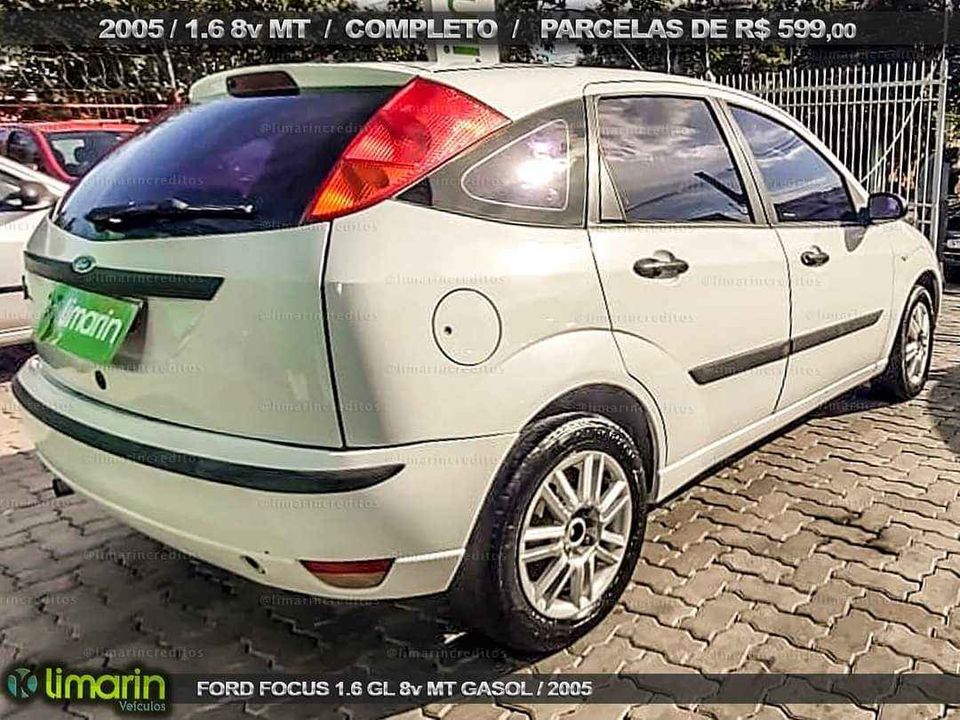 2005 / 1.6 8v MT / COMPLETO / PARCELAS DE R$ 599,00
@limarincreditos
limarin
limarin
Veículos
FORD FOCUS 1.6 GL 8v MT GASOL / 2005